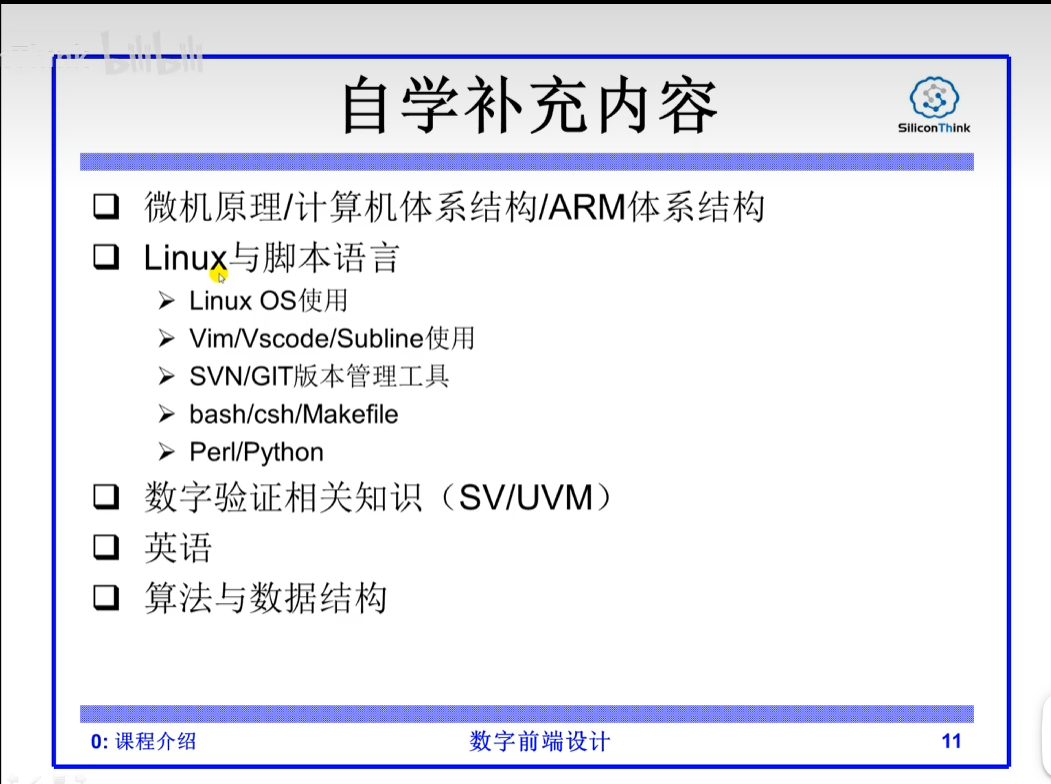 自学补充内容
SiliconThink
微机原理/计算机体系结构/ARM体系结构
Linux与脚本语言
Linux OS使用
Vim/Vscode/Subline使用
SVN/GIT版本管理工具
bash/csh/Makefile
Perl/Python
数字验证相关知识（SV/UVM）
英语
算法与数据结构
0: 课程介绍
数字前端设计
11